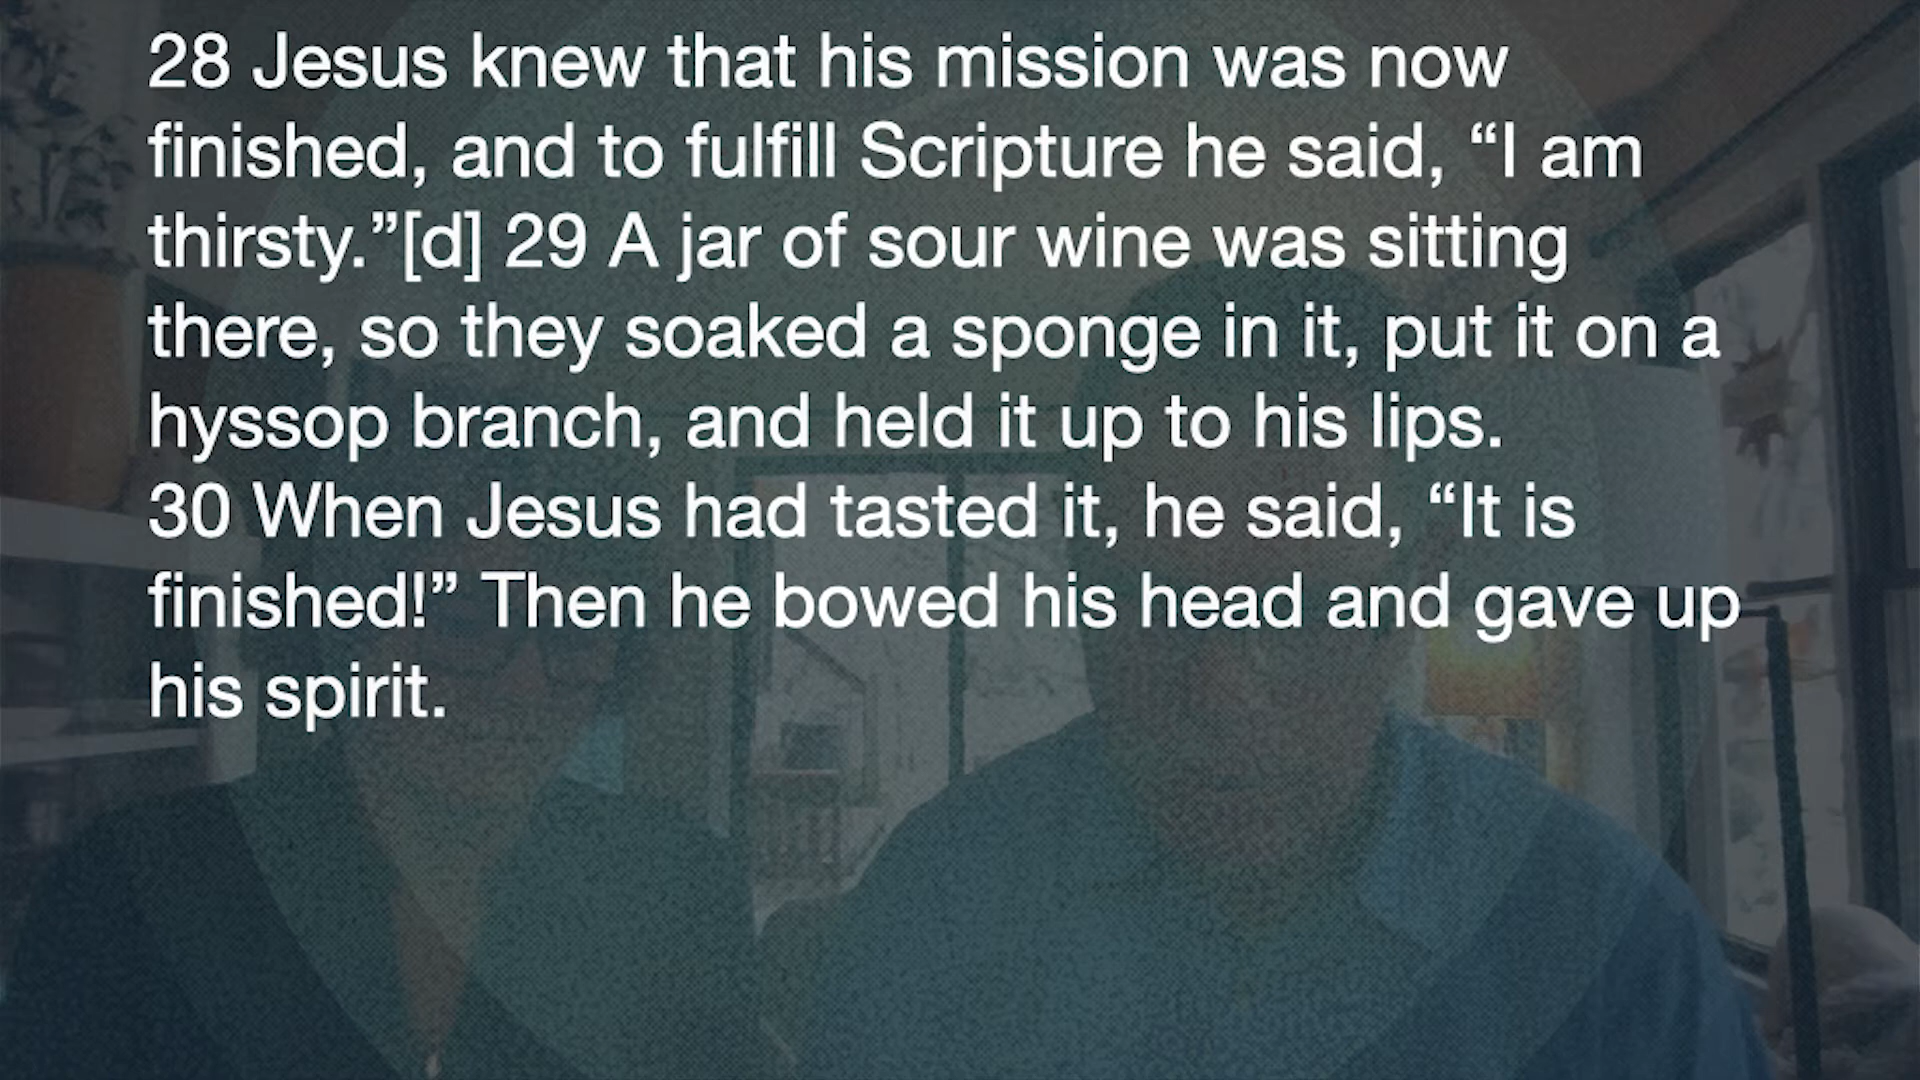 28 Jesus knew that his mission was now
finished, and to fulfill Scripture he said, “I am
thirsty.”[d] 29 A jar of sour wine was sitting
there, so they soaked a sponge in it, put it on a
hyssop branch, and held it up to his lips.
30 When Jesus had tasted it, he said, “It is
finished!” Then he bowed his head and gave up
his spirit.